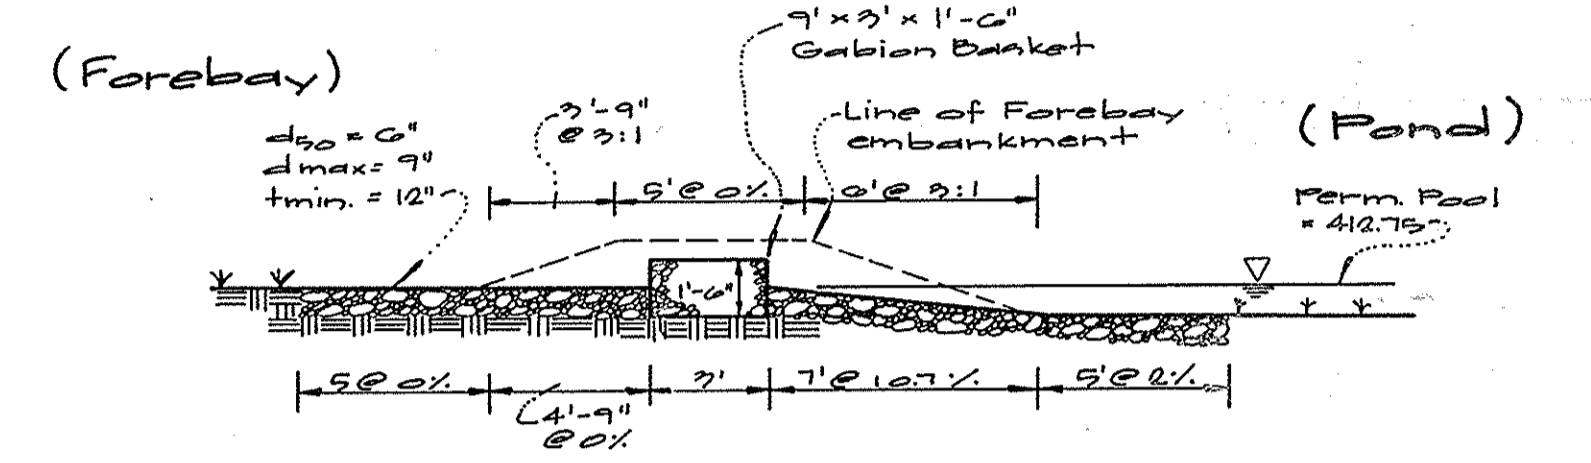 (Forebay)
9' x 3' x 1'-6"
Gabion Basket
3'-9"
@ 3:1
Line of Forebay
embankment
(Pond)
d50 = 6"
dmax = 9"
tmin. = 12"
5' @ 0%
6' @ 3:1
Perm. Pool
= 412.75
1'-6"
5 @ 0%
4'-9"
@ 0%
3'
7' @ 10.7%
5' @ 2%